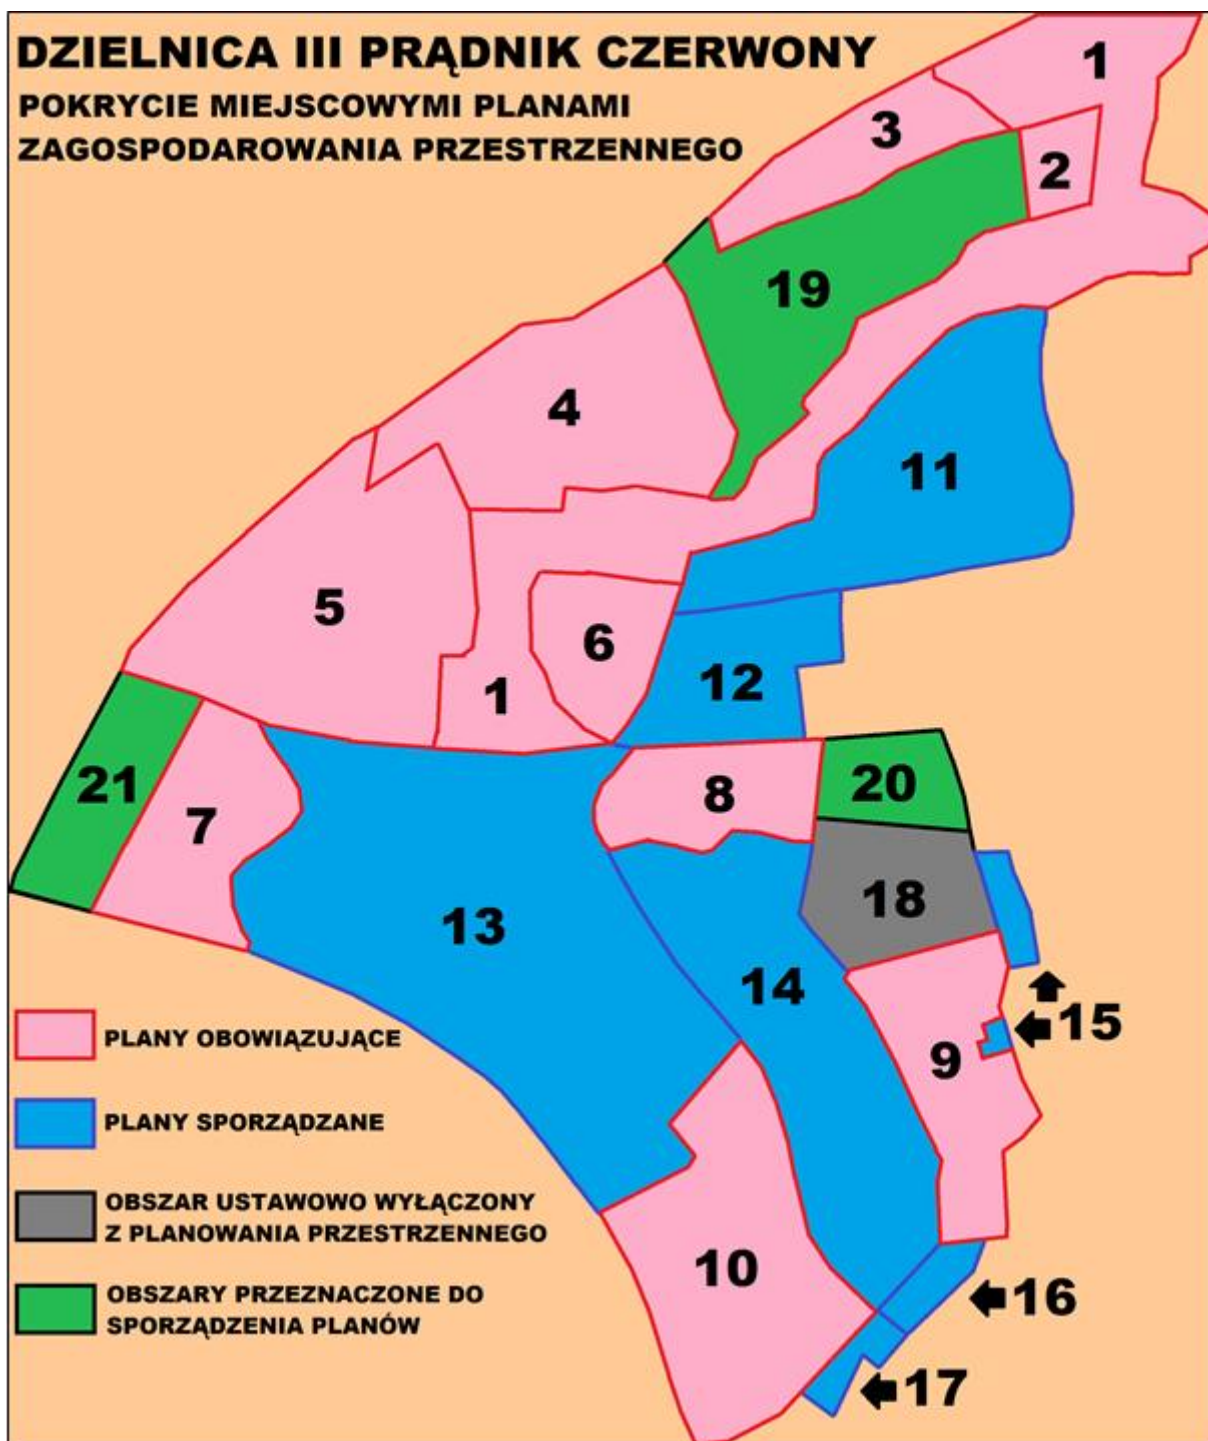 DZIELNICA III PRĄDNIK CZERWONY
POKRYCIE MIEJSCOWYMI PLANAMI
ZAGOSPODAROWANIA PRZESTRZENNEGO
1
3
2
19
4
11
5
6
12
1
21
7
8
20
13
18
14
15
9
10
16
17
PLANY OBOWIĄZUJĄCE
PLANY SPORZĄDZANE
OBSZAR USTAWOWO WYŁĄCZONY
Z PLANOWANIA PRZESTRZENNEGO
OBSZARY PRZEZNACZONE DO
SPORZĄDZENIA PLANÓW